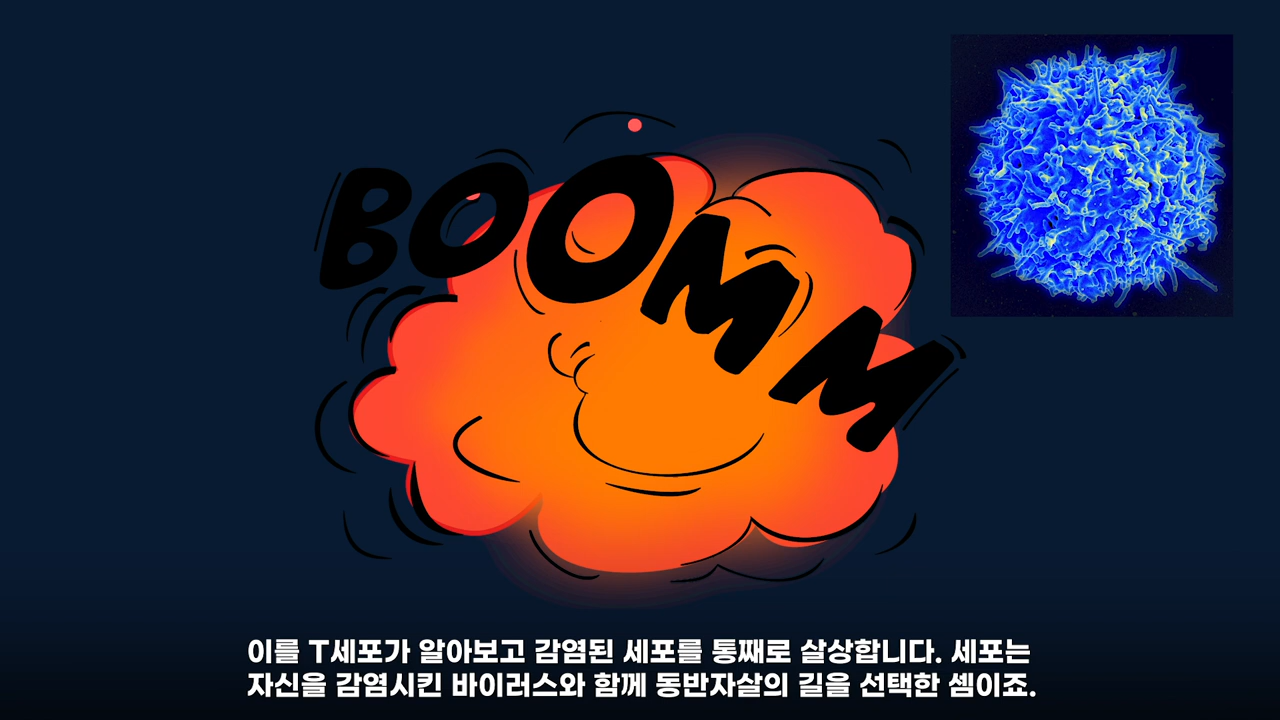 BOOMM
이를 T세포가 알아보고 감염된 세포를 통째로 살상합니다. 세포는
자신을 감염시킨 바이러스와 함께 동반자살의 길을 선택한 셈이죠.